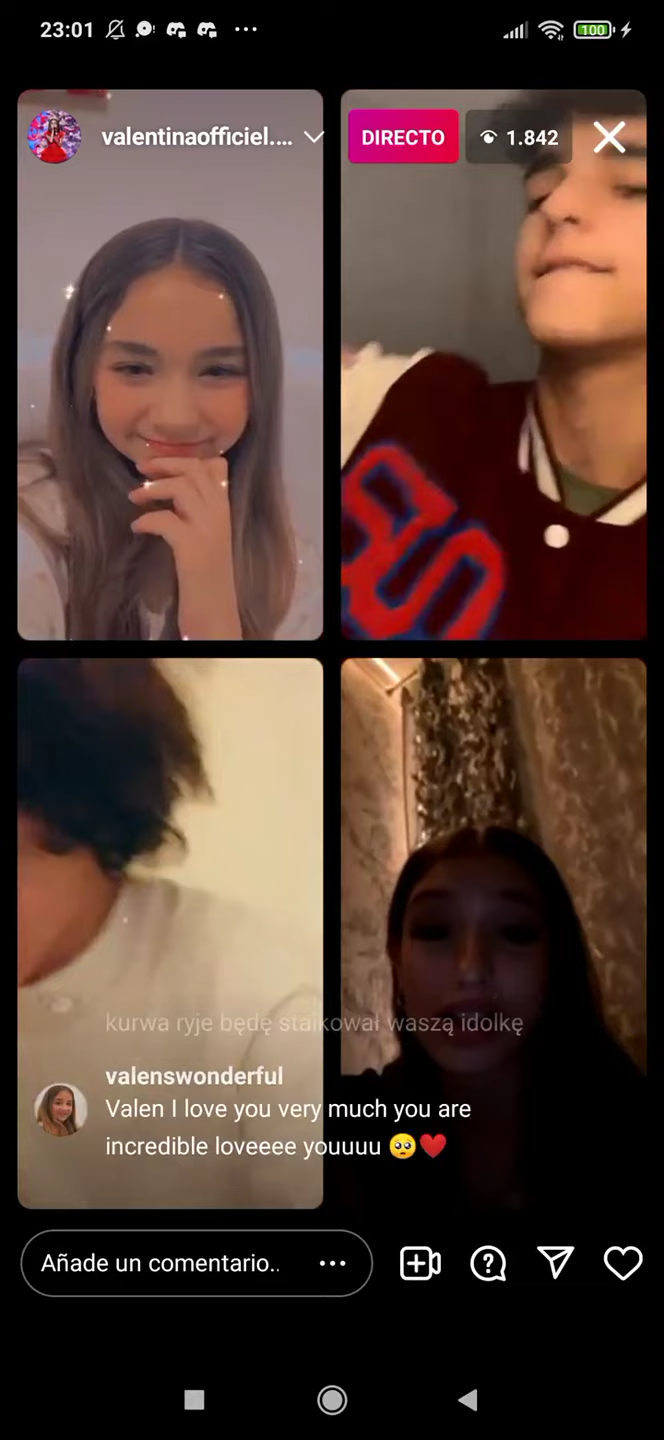 23:01
100
valentinaofficiel....
DIRECTO
1.842
kurwa ryje będę stalkował waszą idolkę
valenswonderful
Valen I love you very much you are
incredible loveeee youuuu 🥺❤️
Añade un comentario..